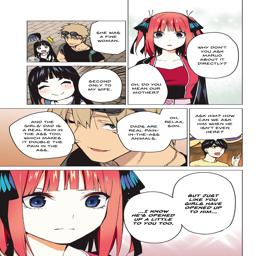 WHY DON'T
YOU ASK
MARUO
ABOUT IT
DIRECTLY?
SHE WAS
A FINE
WOMAN.
OH, DO YOU
MEAN OUR
MOTHER?
SECOND
ONLY TO
MY WIFE.
ASK HIM? HOW
CAN WE ASK
HIM WHEN HE
ISN'T EVEN
HERE?
OH,
RELAX,
SON.
DADS ARE
REAL PAIN-
IN-THE-ASS
ANIMALS.
AND THE
GIRLS' DAD IS
A REAL PAIN IN
THE ASS TOO,
WHICH MAKES
IT DOUBLE THE
PAIN IN THE
ASS.
BUT JUST
LIKE YOU
GIRLS HAVE
OPENED UP
TO HIM...
...I KNOW
HE'S OPENED
UP A LITTLE
TO YOU TOO.